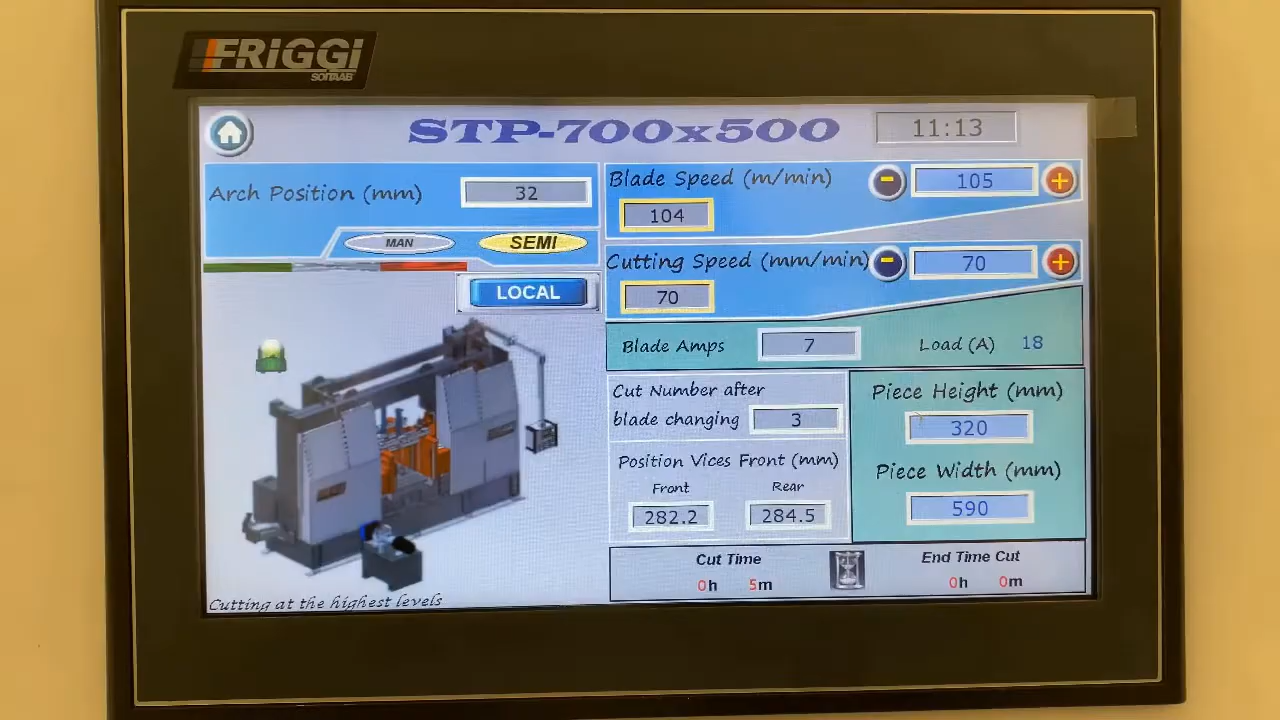 FRiGGi
SOITAAB
STP-700x500
11:13
Arch Position (mm)
32
MAN
SEMI
LOCAL
Blade Speed (m/min)
-
105
+
104
Cutting Speed (mm/min)
-
70
+
70
Blade Amps
7
Load (A)
18
Cut Number after
blade changing
3
Position Vices Front (mm)
Front
Rear
282.2
284.5
Piece Height (mm)
320
Piece Width (mm)
590
Cut Time
0h 5m
End Time Cut
0h 0m
Cutting at the highest levels